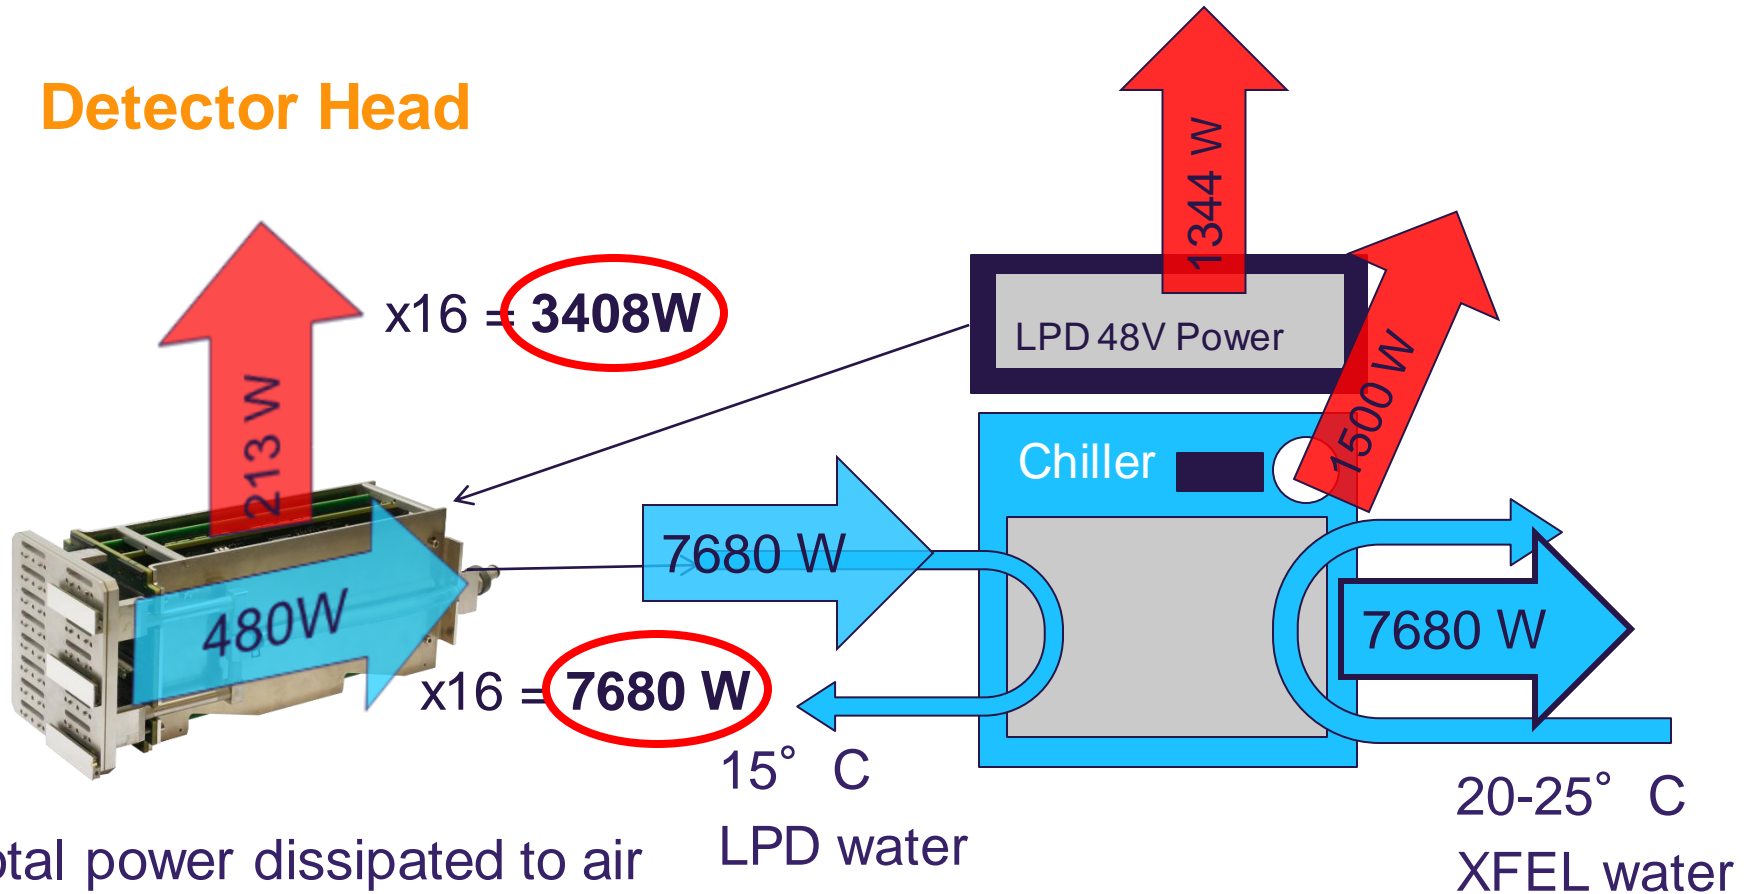 Detector Head
1344 W
x16 = 3408W
LPD 48V Power
213 W
1500 W
Chiller
7680 W
480W
7680 W
x16 = 7680 W
15° C
LPD water
20-25° C
XFEL water
otal power dissipated to air